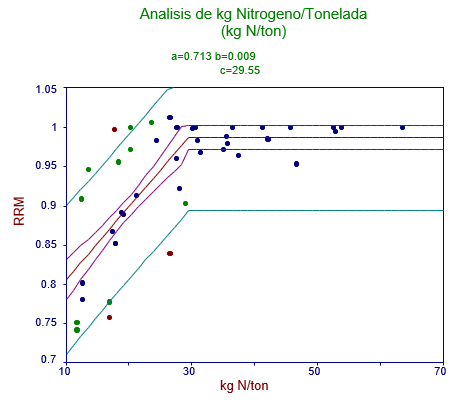 Analisis de kg Nitrogeno/Tonelada
(kg N/ton)
a=0.713 b=0.009
c=29.55
1.05
1
0.95
0.9
0.85
0.8
0.75
0.7
RRM
10
30
50
70
kg N/ton